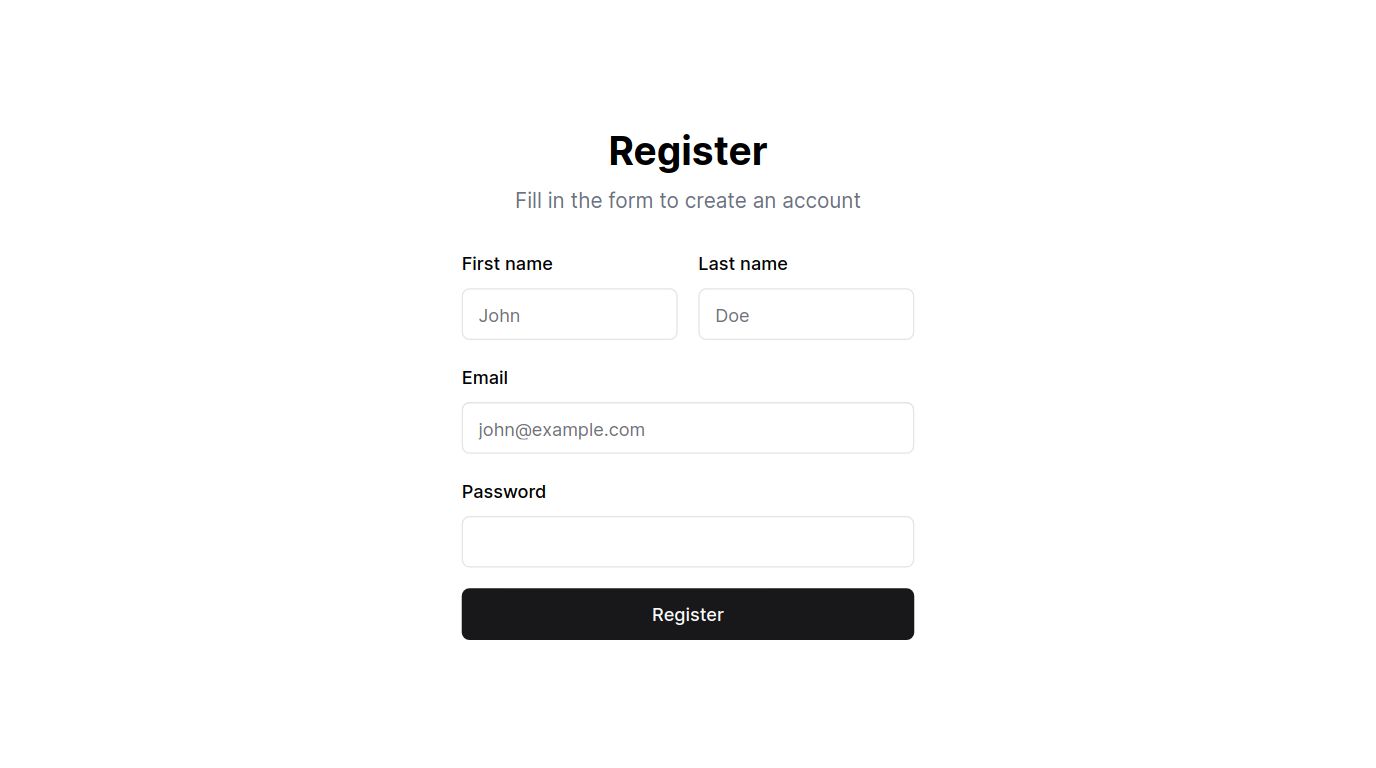 Register
Fill in the form to create an account
First name Last name
John Doe
Email
john@example.com
Password
Register